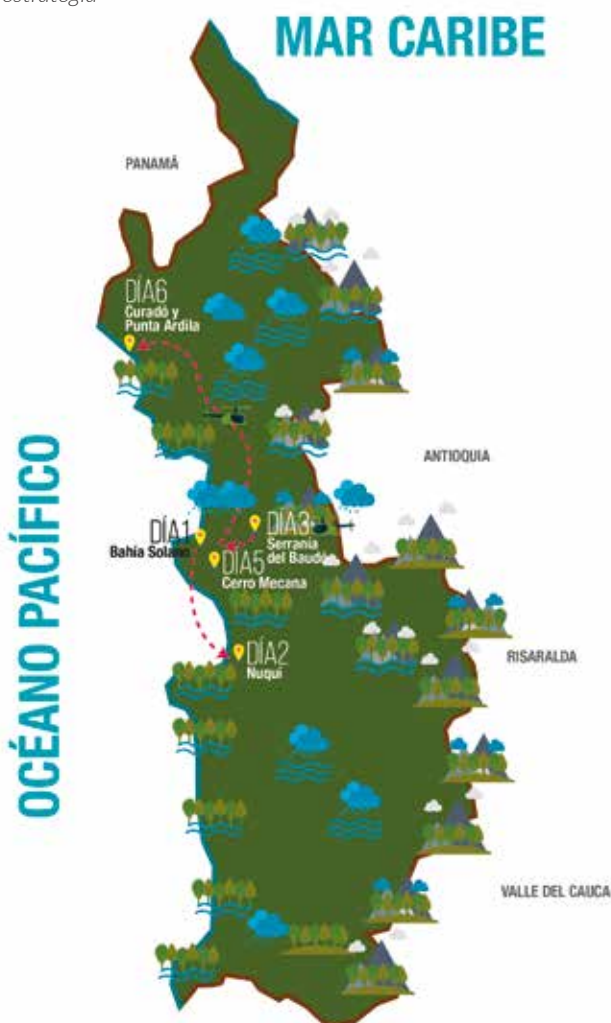 estrategia
MAR CARIBE
PANAMÁ
DÍA6
Curadó y
Punta Ardila
OCÉANO PACÍFICO
ANTIOQUIA
DÍA1
Bahía Solano
DÍA3
Serranía
del Baudó
DÍA5
Cerro Mecana
DÍA2
Nuquí
RISARALDA
VALLE DEL CAUCA